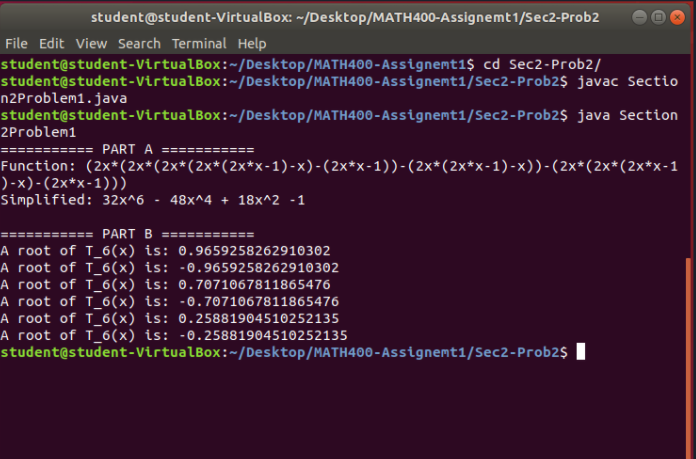 student@student-VirtualBox: ~/Desktop/MATH400-Assignemt1/Sec2-Prob2
File Edit View Search Terminal Help
student@student-VirtualBox:~/Desktop/MATH400-Assignemt1$ cd Sec2-Prob2/
student@student-VirtualBox:~/Desktop/MATH400-Assignemt1/Sec2-Prob2$ javac Sectio
n2Problem1.java
student@student-VirtualBox:~/Desktop/MATH400-Assignemt1/Sec2-Prob2$ java Section
2Problem1
=========== PART A ===========
Function: (2x*(2x*(2x*(2x*(2x*x-1)-x)-(2x*x-1))-(2x*(2x*x-1)-x))-(2x*(2x*(2x*x-1
)-x)-(2x*x-1)))
Simplified: 32x^6 - 48x^4 + 18x^2 -1
=========== PART B ===========
A root of T_6(x) is: 0.9659258262910302
A root of T_6(x) is: -0.9659258262910302
A root of T_6(x) is: 0.7071067811865476
A root of T_6(x) is: -0.7071067811865476
A root of T_6(x) is: 0.25881904510252135
A root of T_6(x) is: -0.25881904510252135
student@student-VirtualBox:~/Desktop/MATH400-Assignemt1/Sec2-Prob2$